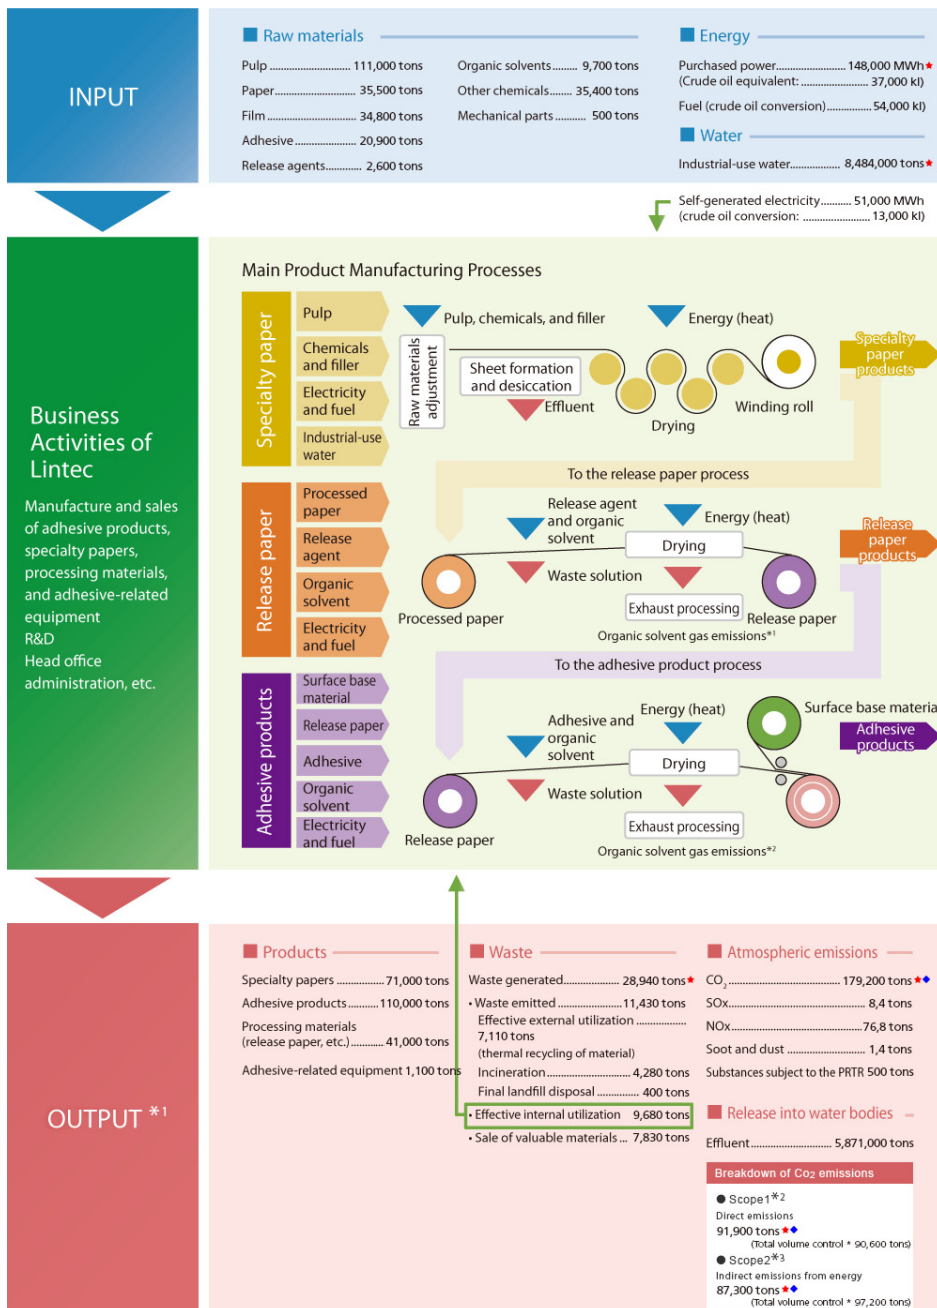 INPUT
■ Raw materials
Pulp ............................. 111,000 tons
Paper............................. 35,500 tons
Film .............................. 34,800 tons
Adhesive ...................... 20,900 tons
Release agents............. 2,600 tons
Organic solvents ......... 9,700 tons
Other chemicals........ 35,400 tons
Mechanical parts ........... 500 tons
■ Energy
Purchased power......................... 148,000 MWh★
(Crude oil equivalent: .................. 37,000 kl)
Fuel (crude oil conversion) ............ 54,000 kl)
■ Water
Industrial-use water.................. 8,484,000 tons★
Self-generated electricity........... 51,000 MWh
(crude oil conversion: ........................ 13,000 kl)
Business
Activities of
Lintec
Manufacture and sales
of adhesive products,
specialty papers,
processing materials,
and adhesive-related
equipment
R&D
Head office
administration, etc.
Main Product Manufacturing Processes
Specialty paper
Pulp
Chemicals
and filler
Electricity
and fuel
Industrial-use
water
Pulp, chemicals, and filler
Raw materials
adjustment
Sheet formation
and desiccation
Effluent
Energy (heat)
Drying
Winding roll
Specialty
paper
products
To the release paper process
Release paper
Processed
paper
Release
agent
Organic
solvent
Electricity
and fuel
Processed paper
Release agent
and organic
solvent
Waste solution
Energy (heat)
Drying
Exhaust processing
Organic solvent gas emissions*1
Release paper
Release
paper
products
To the adhesive product process
Adhesive products
Surface base
material
Release paper
Adhesive
Organic
solvent
Electricity
and fuel
Release paper
Adhesive and
organic
solvent
Waste solution
Energy (heat)
Drying
Exhaust processing
Organic solvent gas emissions*2
Surface base material
Adhesive
products
OUTPUT *1
■ Products
Specialty papers ................ 71,000 tons
Adhesive products........... 110,000 tons
Processing materials
(release paper, etc.)............ 41,000 tons
Adhesive-related equipment 1,100 tons
■ Waste
Waste generated.................... 28,940 tons★
• Waste emitted ...................... 11,430 tons
Effective external utilization .................
7,110 tons
(thermal recycling of material)
Incineration ........................... 4,280 tons
Final landfill disposal .............. 400 tons
• Effective internal utilization 9,680 tons
• Sale of valuable materials ... 7,830 tons
■ Atmospheric emissions
CO2....................................... 179,200 tons ★◆
SOx............................................... 8,4 tons
NOx.............................................. 76,8 tons
Soot and dust .......................... 1,4 tons
Substances subject to the PRTR 500 tons
■ Release into water bodies
Effluent ............................... 5,871,000 tons
Breakdown of Co2 emissions
● Scope1*2
Direct emissions
91,900 tons ★◆
(Total volume control * 90,600 tons)
● Scope2*3
Indirect emissions from energy
87,300 tons ★◆
(Total volume control * 97,200 tons)